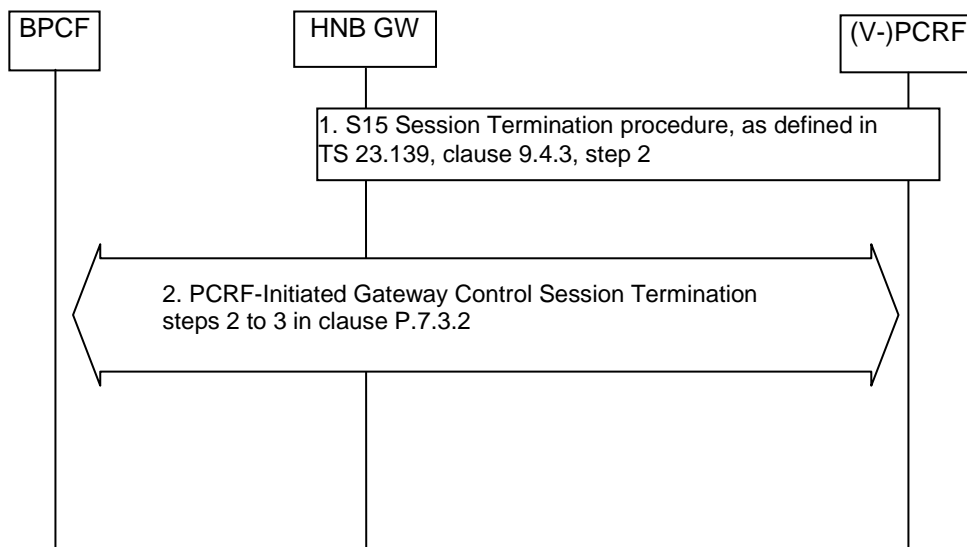 BPCF
HNB GW
(V-)PCRF
1. S15 Session Termination procedure, as defined in
TS 23.139, clause 9.4.3, step 2
2. PCRF-Initiated Gateway Control Session Termination
steps 2 to 3 in clause P.7.3.2